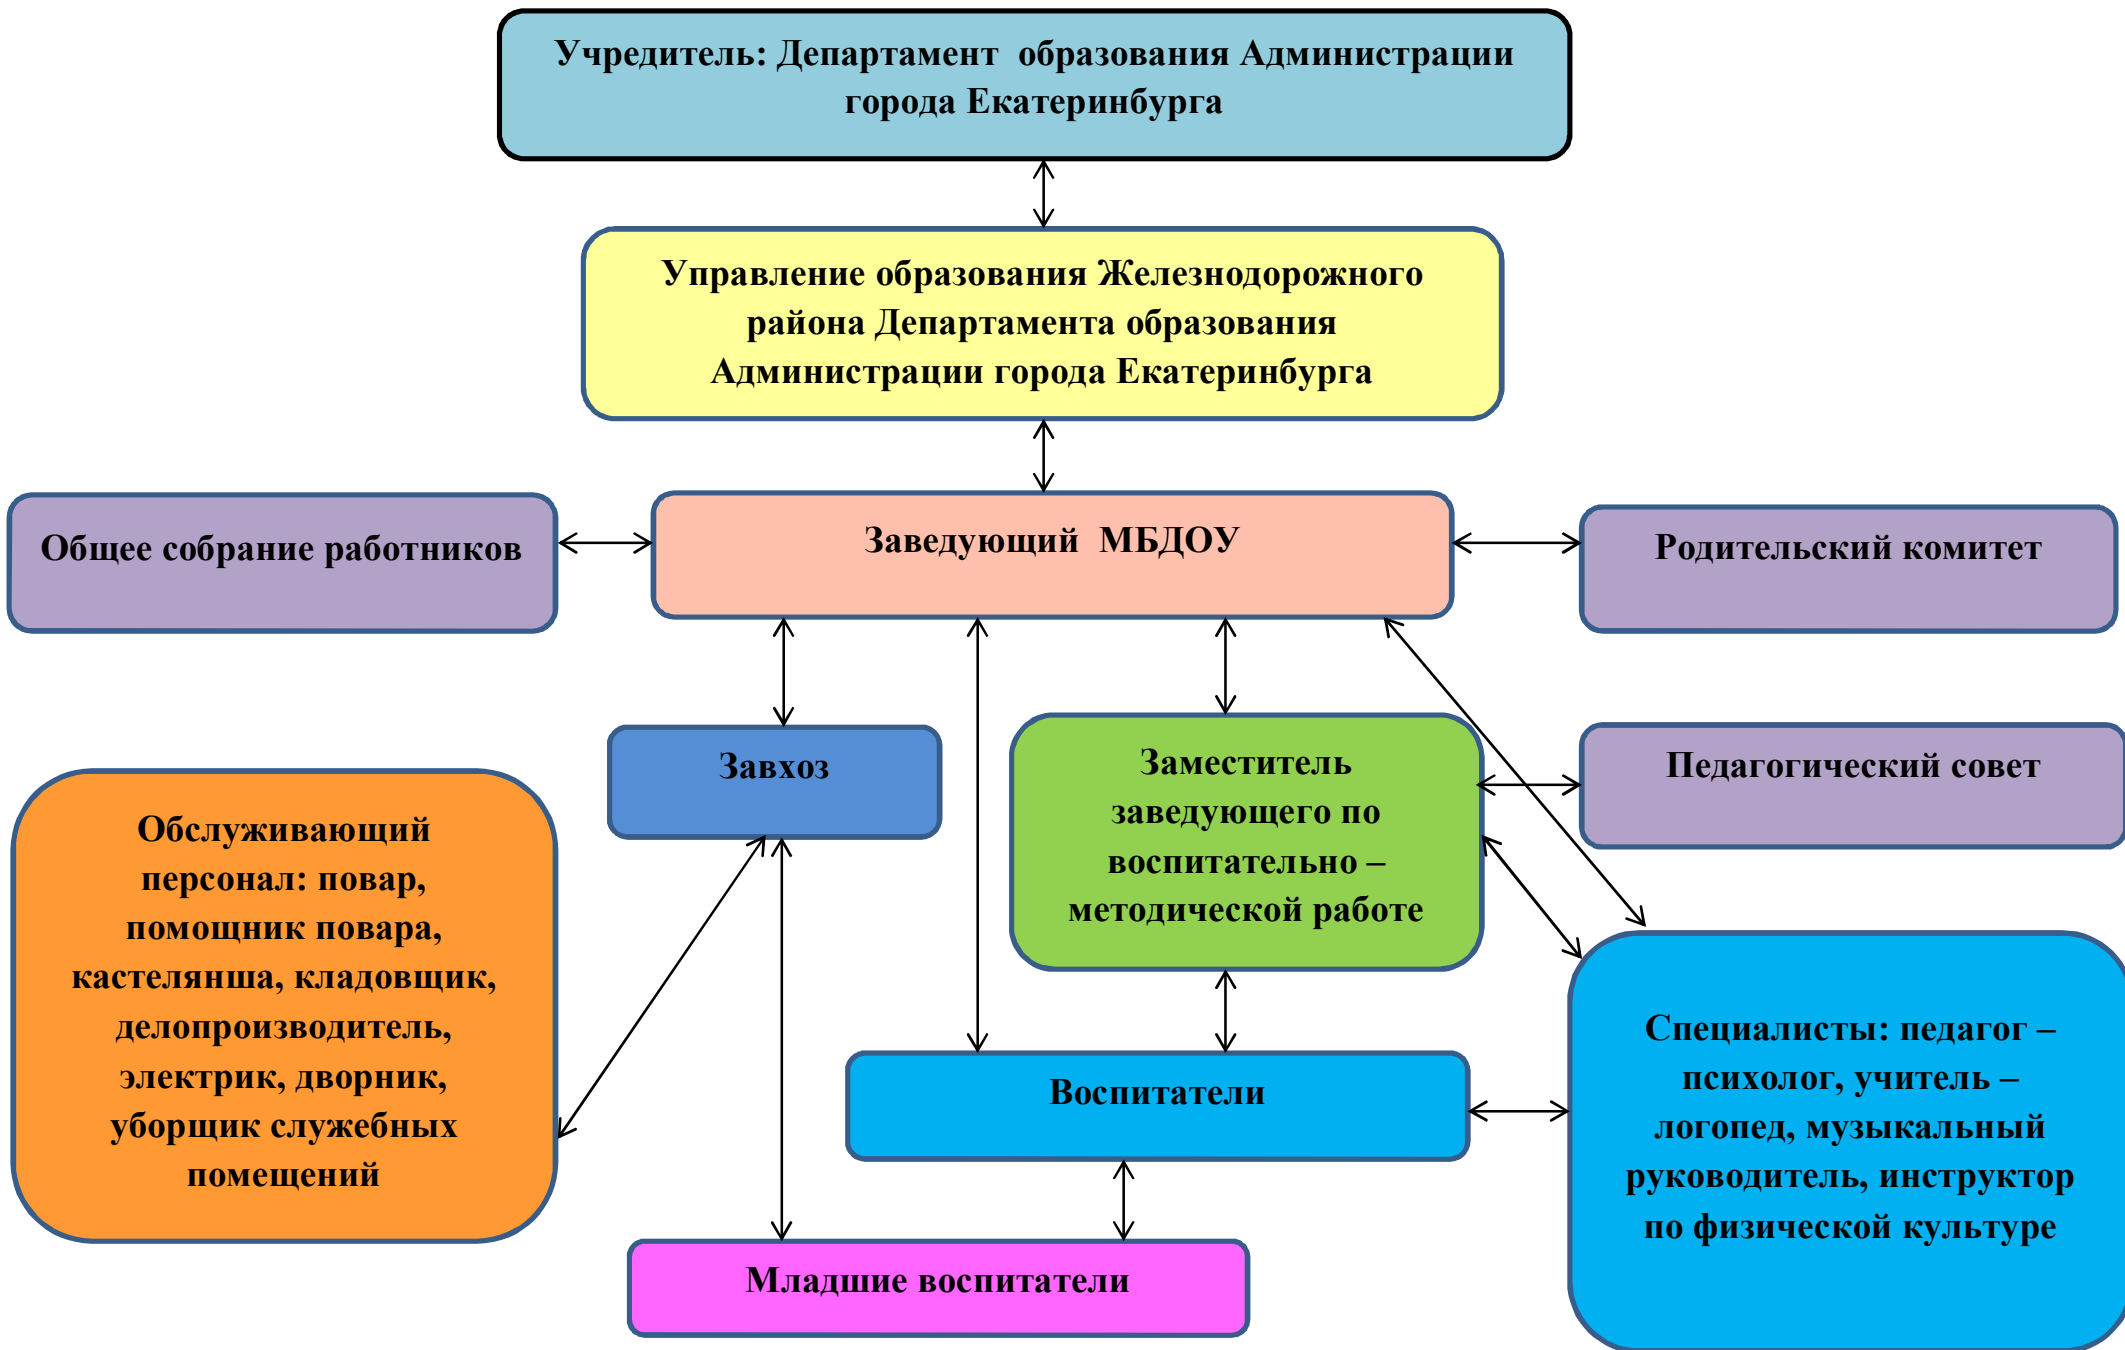 Учредитель: Департамент образования Администрации
города Екатеринбурга
Управление образования Железнодорожного
района Департамента образования
Администрации города Екатеринбурга
Общее собрание работников
Заведующий МБДОУ
Родительский комитет
Завхоз
Заместитель
заведующего по
воспитательно –
методической работе
Педагогический совет
Обслуживающий
персонал: повар,
помощник повара,
кастелянша, кладовщик,
делопроизводитель,
электрик, дворник,
уборщик служебных
помещений
Воспитатели
Специалисты: педагог –
психолог, учитель –
логопед, музыкальный
руководитель, инструктор
по физической культуре
Младшие воспитатели